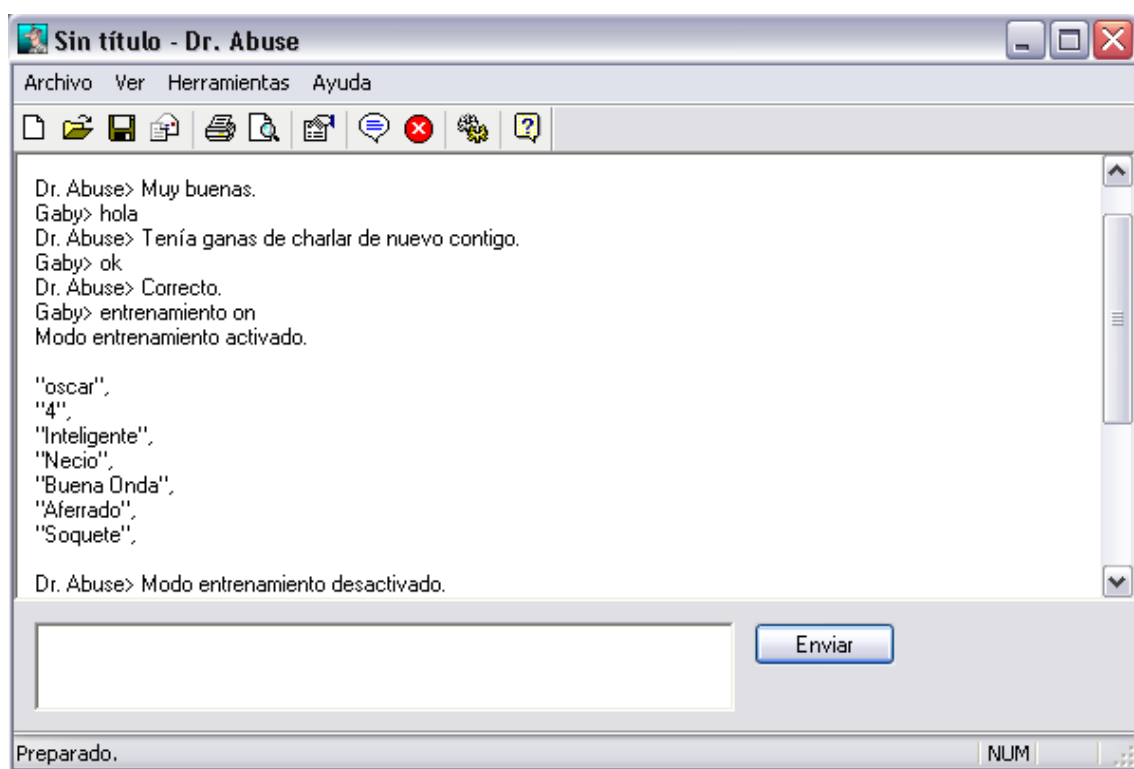 Sin título - Dr. Abuse
Archivo Ver Herramientas Ayuda
Dr. Abuse> Muy buenas.
Gaby> hola
Dr. Abuse> Tenía ganas de charlar de nuevo contigo.
Gaby> ok
Dr. Abuse> Correcto.
Gaby> entrenamiento on
Modo entrenamiento activado.
"oscar",
"4",
"Inteligente",
"Necio",
"Buena Onda",
"Aferrado",
"Soquete",
Dr. Abuse> Modo entrenamiento desactivado.
Enviar
Preparado. NUM